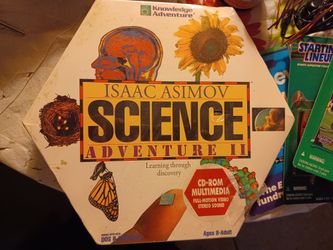 Knowledge
Adventure
ISAAC ASIMOV
SCIENCE
ADVENTURE II
Learning through
discovery
CD-ROM
MULTIMEDIA
FULL-MOTION VIDEO
STEREO SOUND
Ages 8-Adult
STARTING
LINEUP